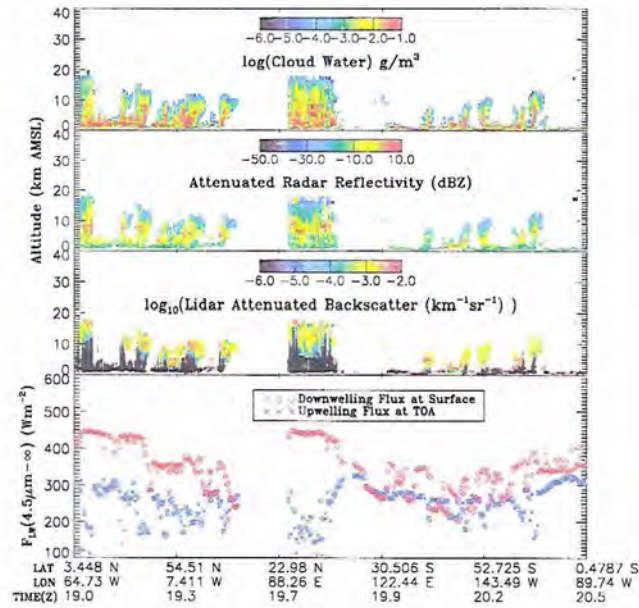 40
30
20
10
0
-6.0 -5.0 -4.0 -3.0 -2.0 -1.0
log(Cloud Water) g/m³
40
30
20
10
0
-50.0 -30.0 -10.0 10.0
Attenuated Radar Reflectivity (dBZ)
Altitude (km AMSL)
40
30
20
10
0
-6.0 -5.0 -4.0 -3.0 -2.0
log₁₀(Lidar Attenuated Backscatter (km⁻¹sr⁻¹) )
600
500
400
300
200
100
F_LW(4.5μm-∞) (Wm⁻²)
Downwelling Flux at Surface
Upwelling Flux at TOA
LAT 3.448 N 54.51 N 22.98 N 30.506 S 52.725 S 0.4787 S
LON 64.73 W 7.411 W 88.26 E 122.44 E 143.49 W 89.74 W
TIME(Z) 19.0 19.3 19.7 19.9 20.2 20.5